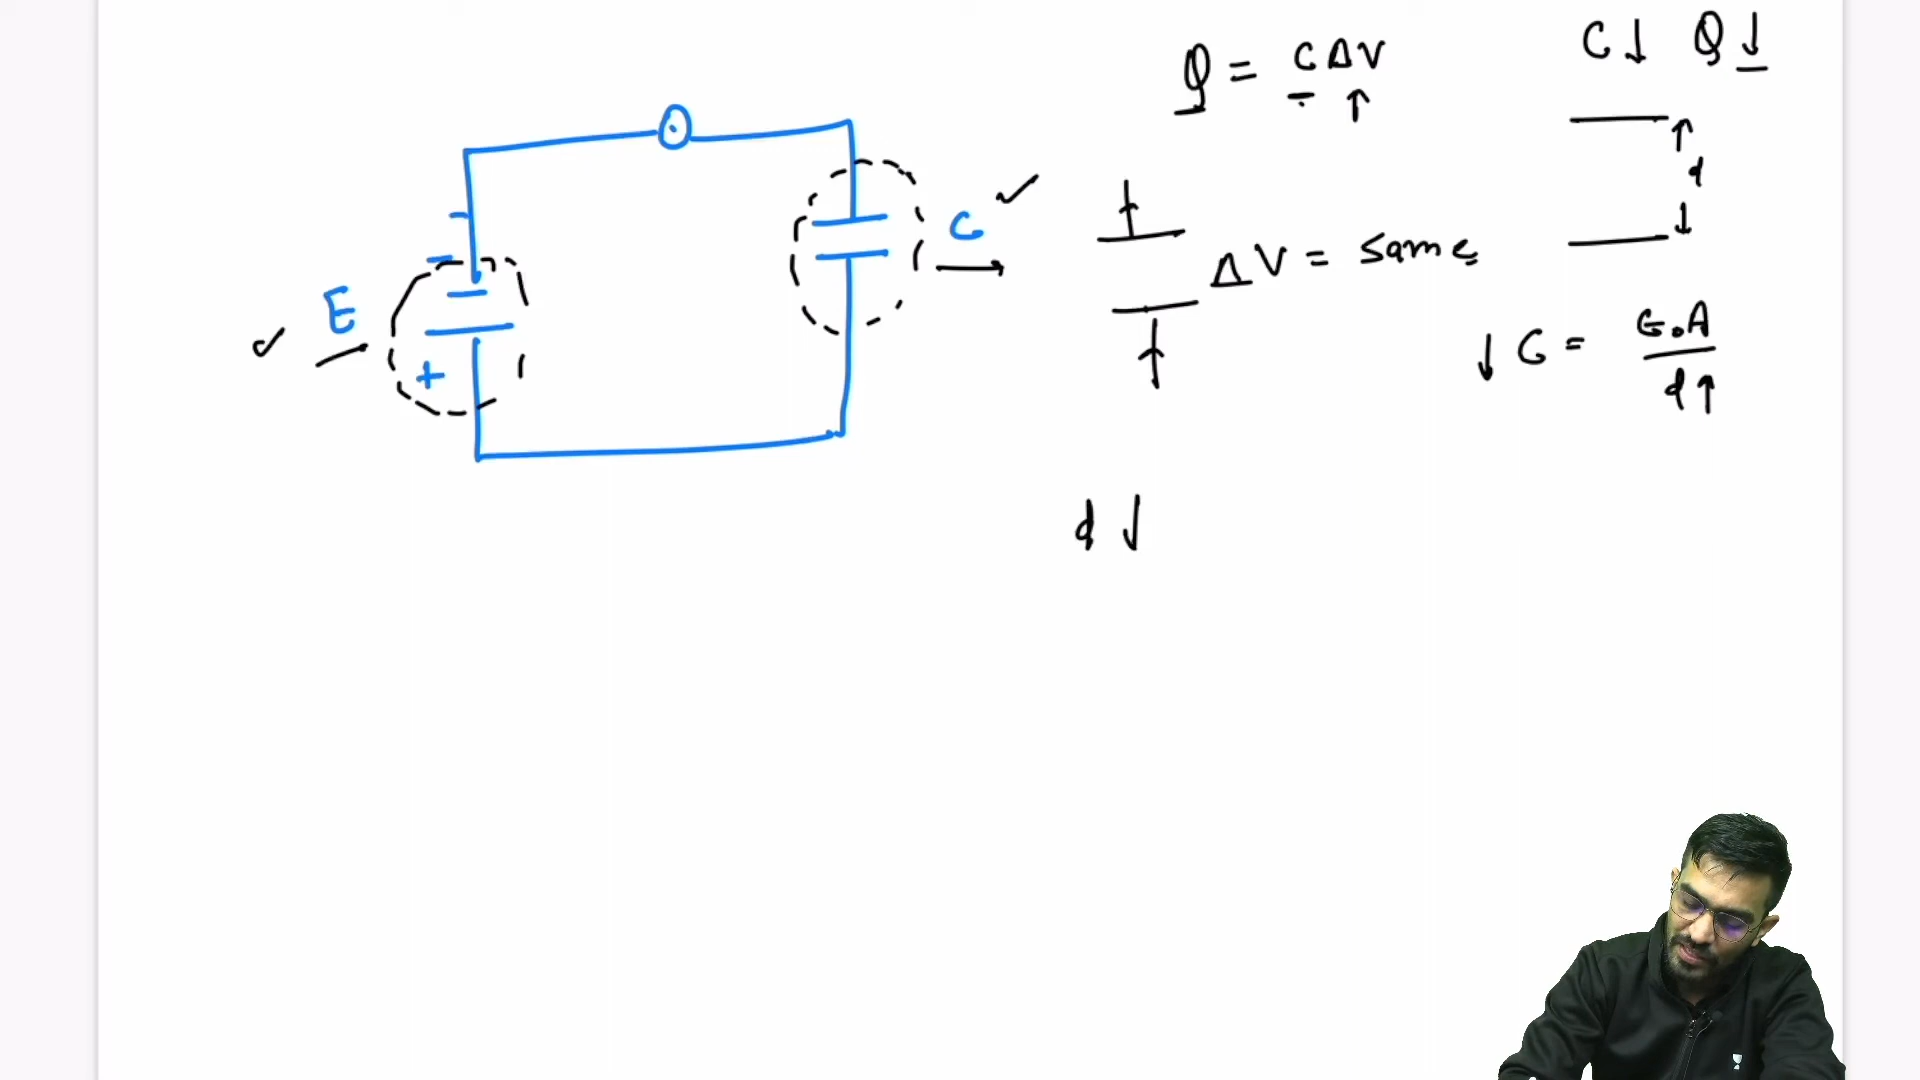 Q = CΔV
↑
C↓ Q↓
↑
d
↓
C
ΔV = same
E
-
-
+
↓ C = ε₀A
d↑
d ↓